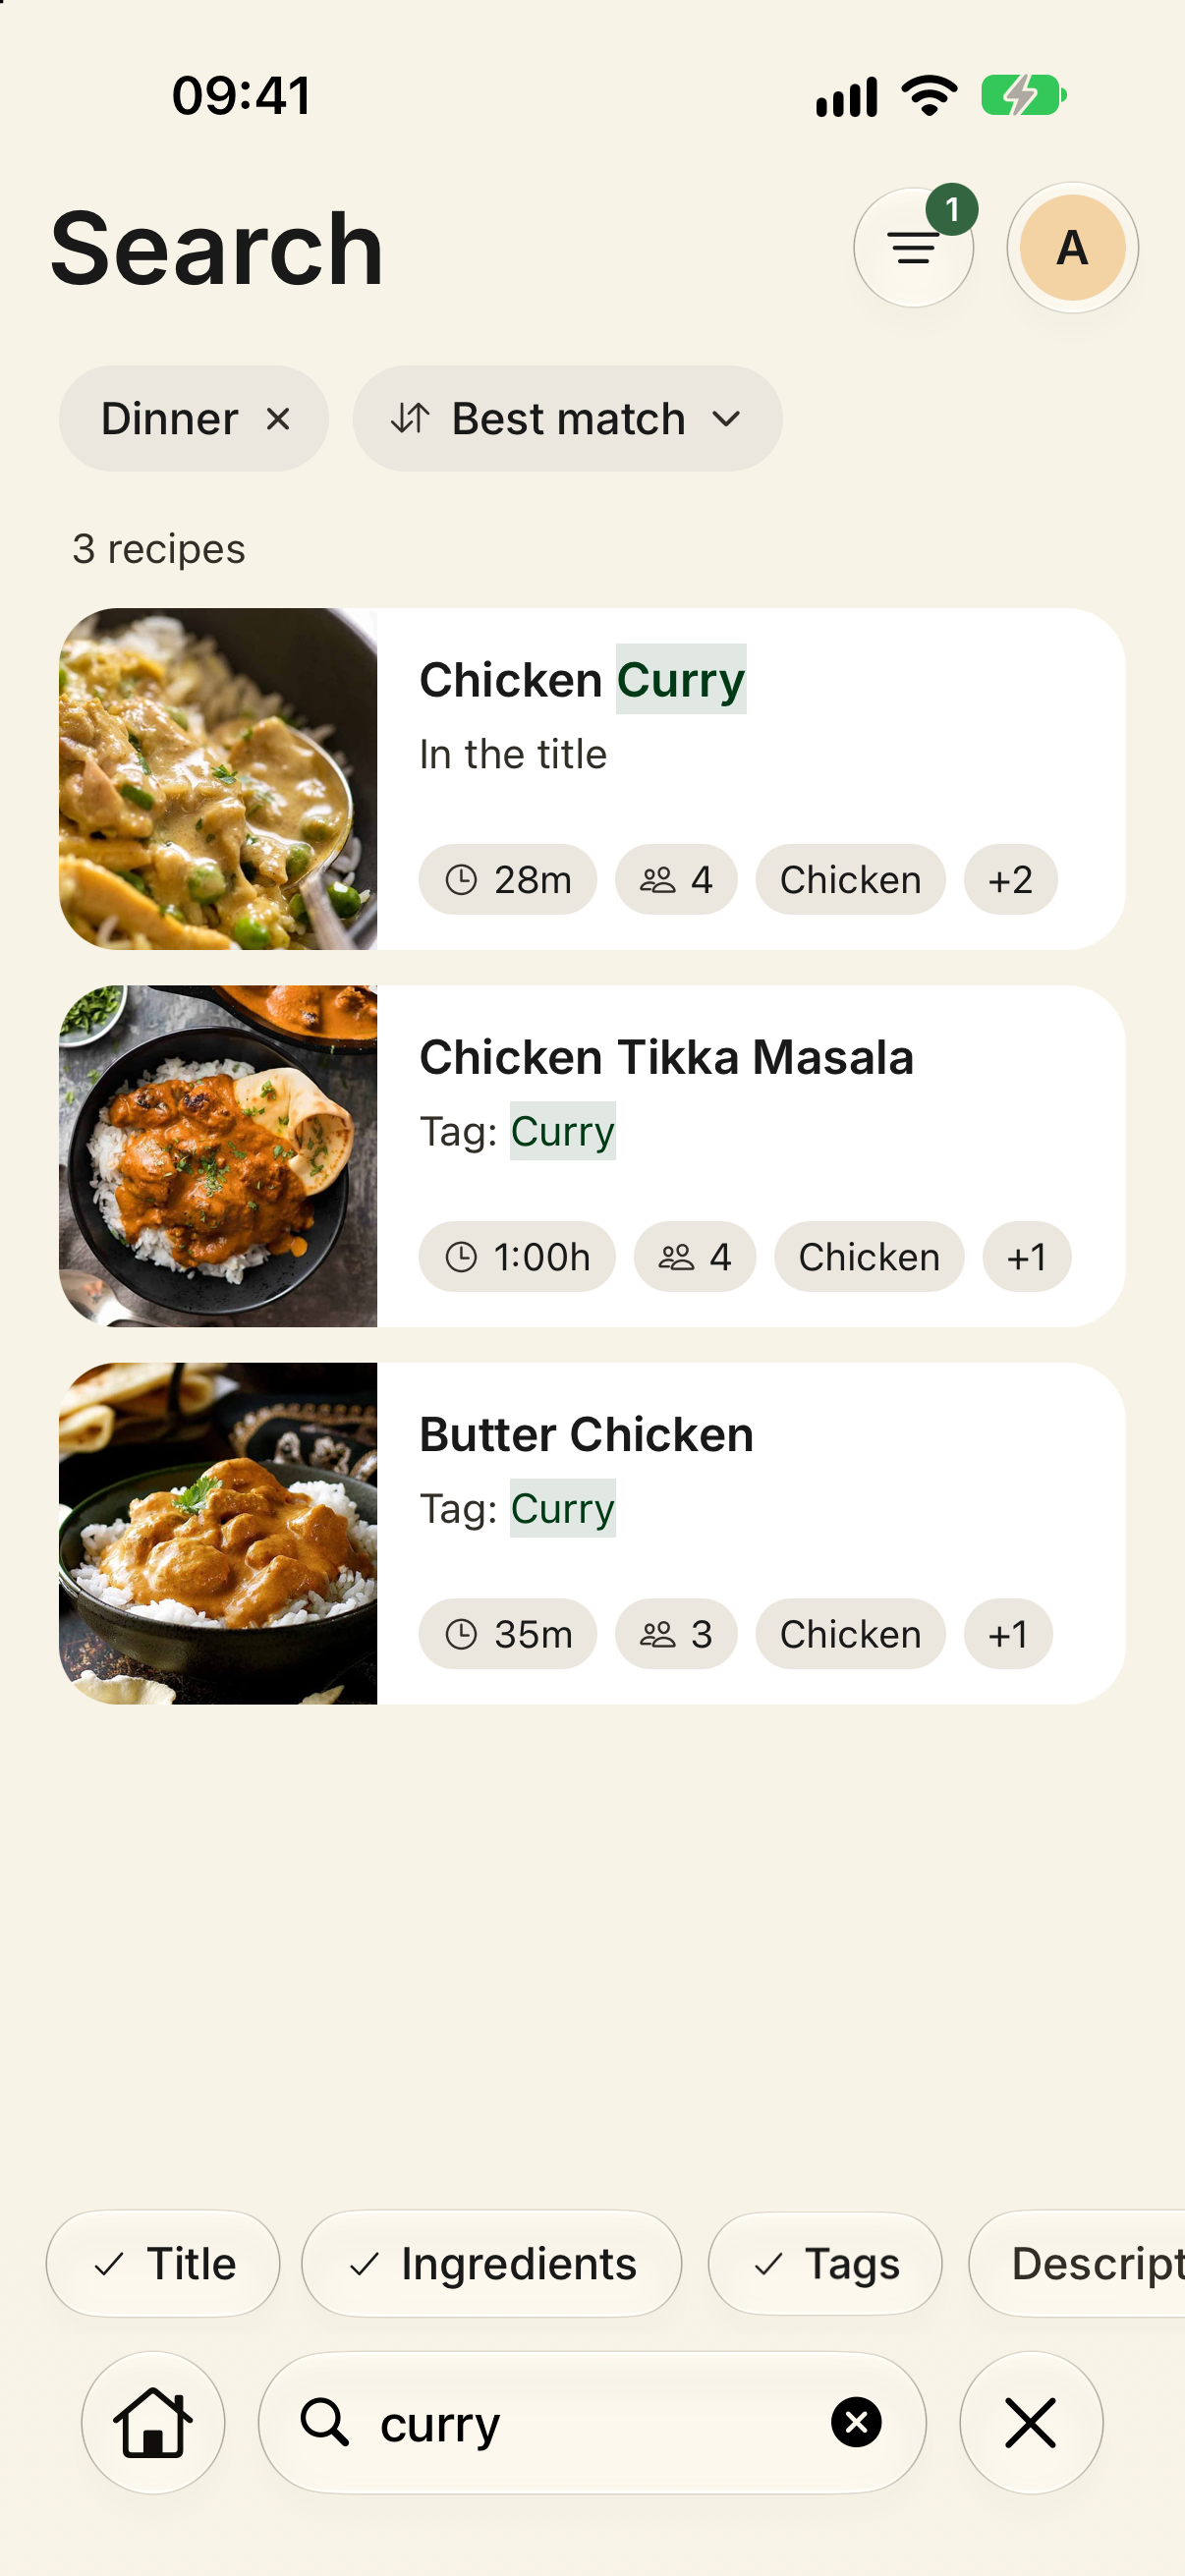 09:41
Search
1
A
Dinner
Best match
3 recipes
Chicken Curry
In the title
28m
4
Chicken
+2
Chicken Tikka Masala
Tag: Curry
1:00h
4
Chicken
+1
Butter Chicken
Tag: Curry
35m
3
Chicken
+1
Title
Ingredients
Tags
Descript
curry